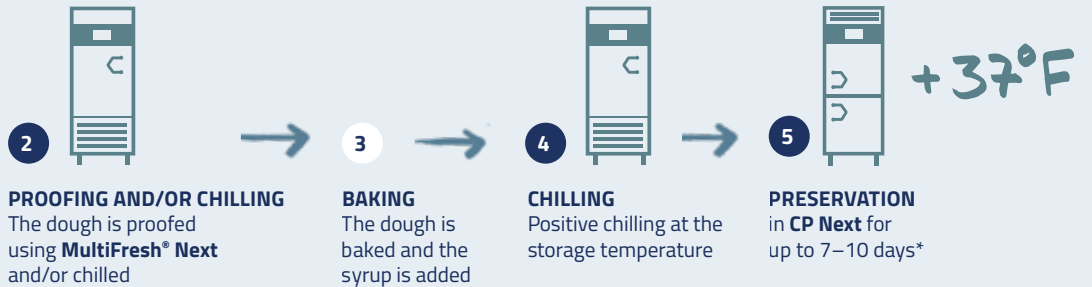 +37°F
2
PROOFING AND/OR CHILLING
The dough is proofed
using MultiFresh® Next
and/or chilled
3
BAKING
The dough is
baked and the
syrup is added
4
CHILLING
Positive chilling at the
storage temperature
5
PRESERVATION
in CP Next for
up to 7–10 days*